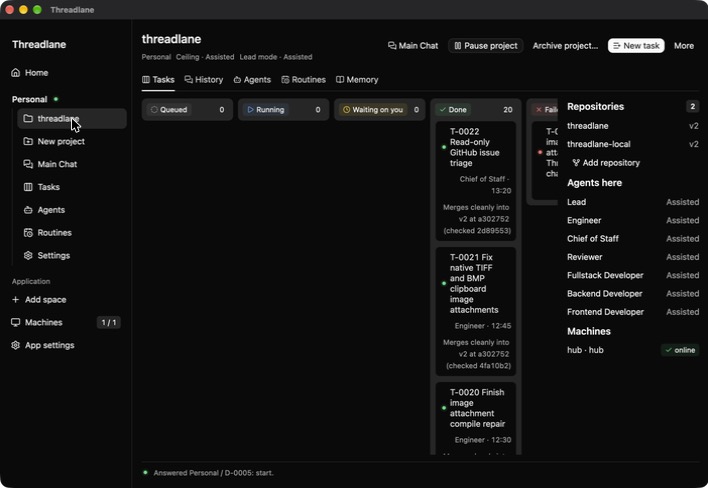 Threadlane
Threadlane
Home
Personal
threadlane
New project
Main Chat
Tasks
Agents
Routines
Settings
Application
Add space
Machines 1 / 1
App settings
threadlane
Personal Ceiling · Assisted Lead mode · Assisted
Main Chat
Pause project
Archive project...
New task
More
Tasks
History
Agents
Routines
Memory
Queued 0
Running 0
Waiting on you 0
Done 20
T-0022
Read-only
GitHub issue
triage
Chief of Staff ·
13:20
Merges cleanly into
v2 at a302752
(checked 2d89553)
T-0021 Fix
native TIFF
and BMP
clipboard
image
attachments
Engineer · 12:45
Merges cleanly into
v2 at a302752
(checked 4fa10b2)
T-0020 Finish
image
attachment
compile repair
Engineer · 12:30
Repositories 2
threadlane v2
threadlane-local v2
Add repository
Agents here
Lead Assisted
Engineer Assisted
Chief of Staff Assisted
Reviewer Assisted
Fullstack Developer Assisted
Backend Developer Assisted
Frontend Developer Assisted
Machines
hub · hub online
Answered Personal / D-0005: start.